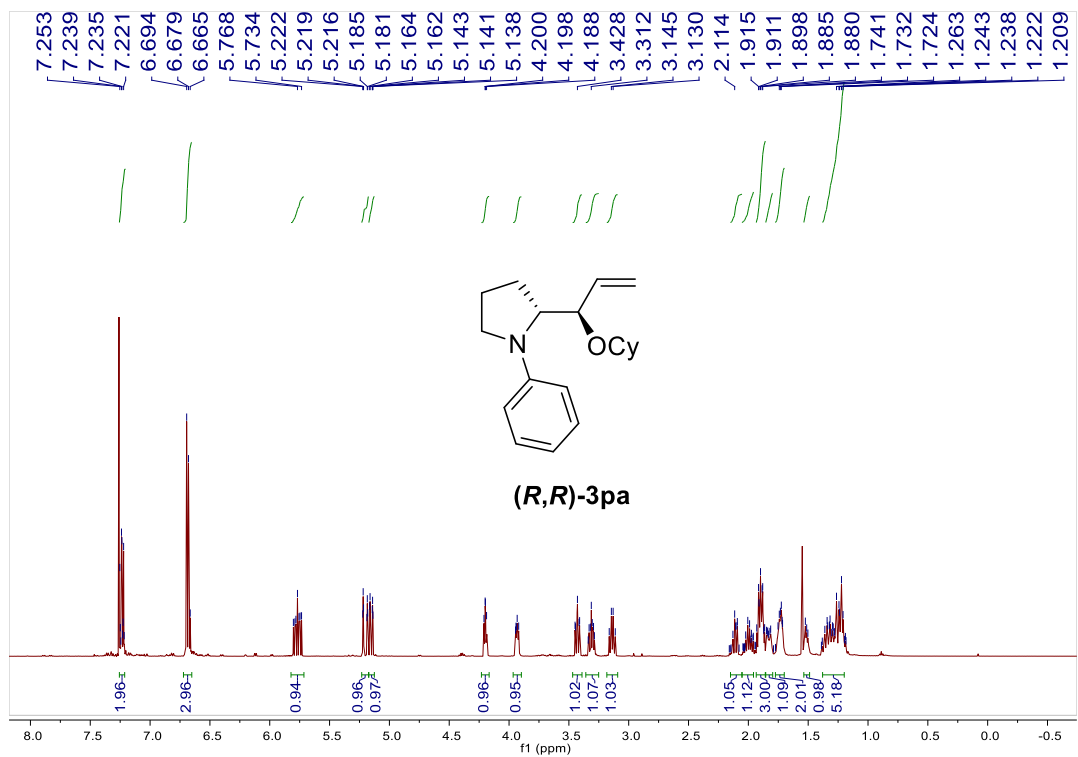 7.253 7.239 7.235 7.221 6.694 6.679 6.665 5.768 5.734 5.222 5.219 5.216 5.185 5.181 5.164 5.162 5.143 5.141 5.138 4.200 4.198 4.188 3.428 3.312 3.145 3.130 2.114 1.915 1.911 1.898 1.885 1.880 1.741 1.732 1.724 1.263 1.243 1.238 1.222 1.209
N
OCy
(R,R)-3pa
1.96 2.96 0.94 0.96 0.97 0.96 0.95 1.02 1.07 1.03 1.05 1.12 3.00 1.09 2.01 0.98 5.18
8.0 7.5 7.0 6.5 6.0 5.5 5.0 4.5 4.0 3.5 3.0 2.5 2.0 1.5 1.0 0.5 0.0 -0.5
f1 (ppm)